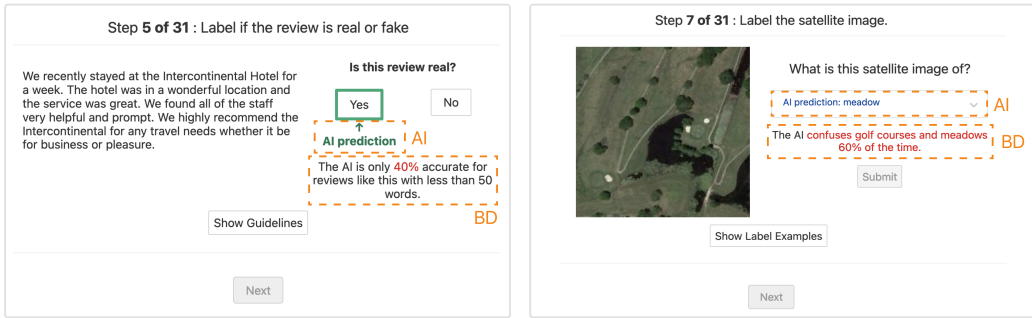 Step 5 of 31 : Label if the review is real or fake
We recently stayed at the Intercontinental Hotel for
a week. The hotel was in a wonderful location and
the service was great. We found all of the staff
very helpful and prompt. We highly recommend the
Intercontinental for any travel needs whether it be
for business or pleasure.
Is this review real?
Yes
No
↑
AI prediction
AI
The AI is only 40% accurate for
reviews like this with less than 50
words.
BD
Show Guidelines
Next
Step 7 of 31 : Label the satellite image.
What is this satellite image of?
AI prediction: meadow
AI
The AI confuses golf courses and meadows
60% of the time.
BD
Submit
Show Label Examples
Next